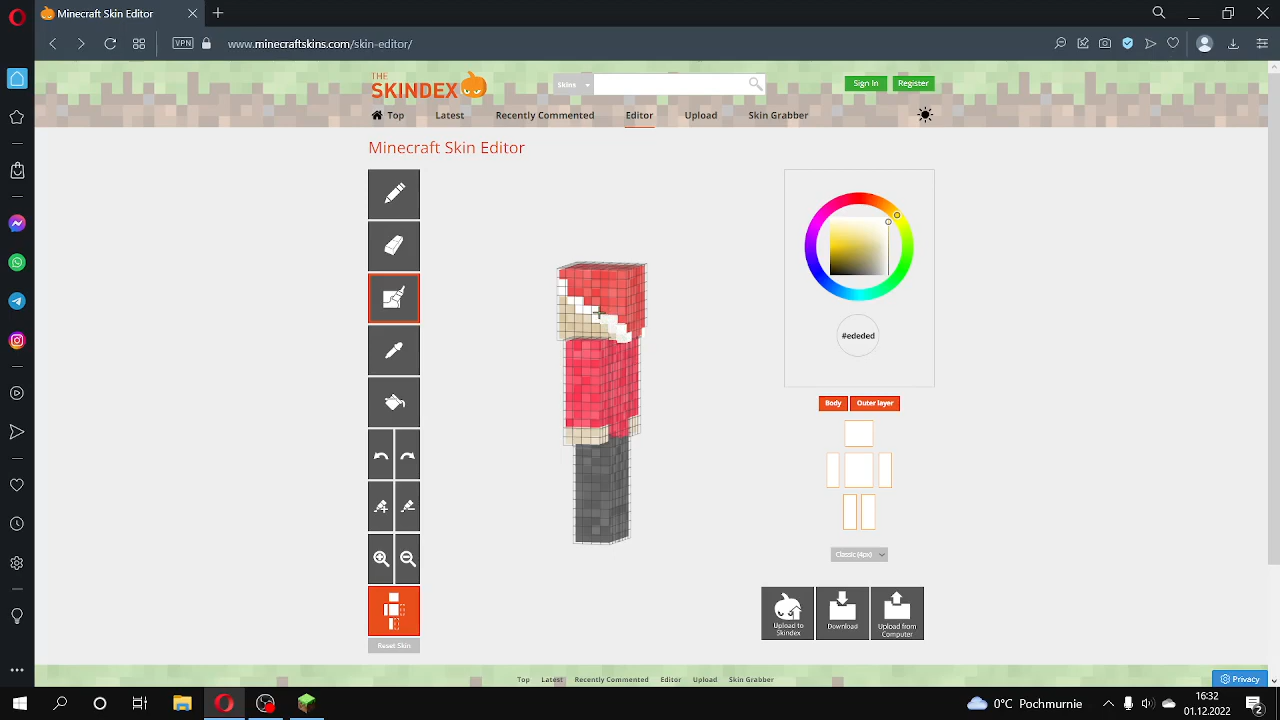 Minecraft Skin Editor
VPN
www.minecraftskins.com/skin-editor/
THE
SKINDEX
Skins
Sign In
Register
Top
Latest
Recently Commented
Editor
Upload
Skin Grabber
Minecraft Skin Editor
#ededed
Body
Outer layer
Classic (4px)
Upload to
Skindex
Download
Upload from
Computer
Reset Skin
Top
Latest
Recently Commented
Editor
Upload
Skin Grabber
Privacy
0°C Pochmurnie
16:32
01.12.2022
2